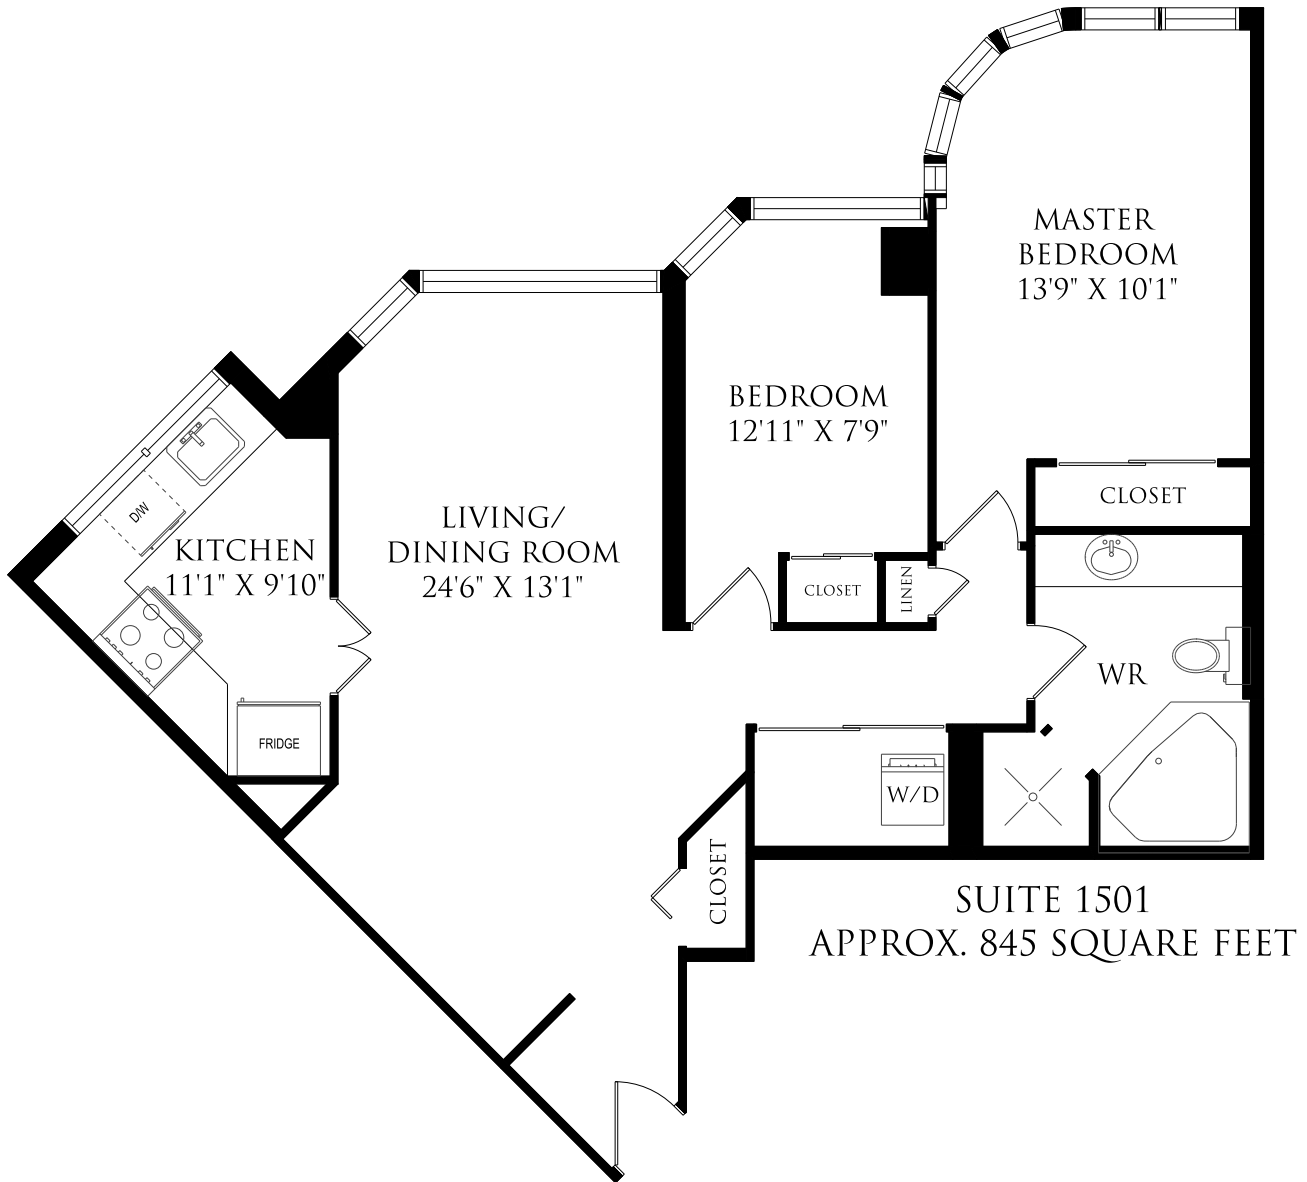 MASTER
BEDROOM
13'9" X 10'1"
BEDROOM
12'11" X 7'9"
CLOSET
D/W
LIVING/
DINING ROOM
24'6" X 13'1"
KITCHEN
11'1" X 9'10"
CLOSET
LINEN
WR
FRIDGE
W/D
CLOSET
SUITE 1501
APPROX. 845 SQUARE FEET